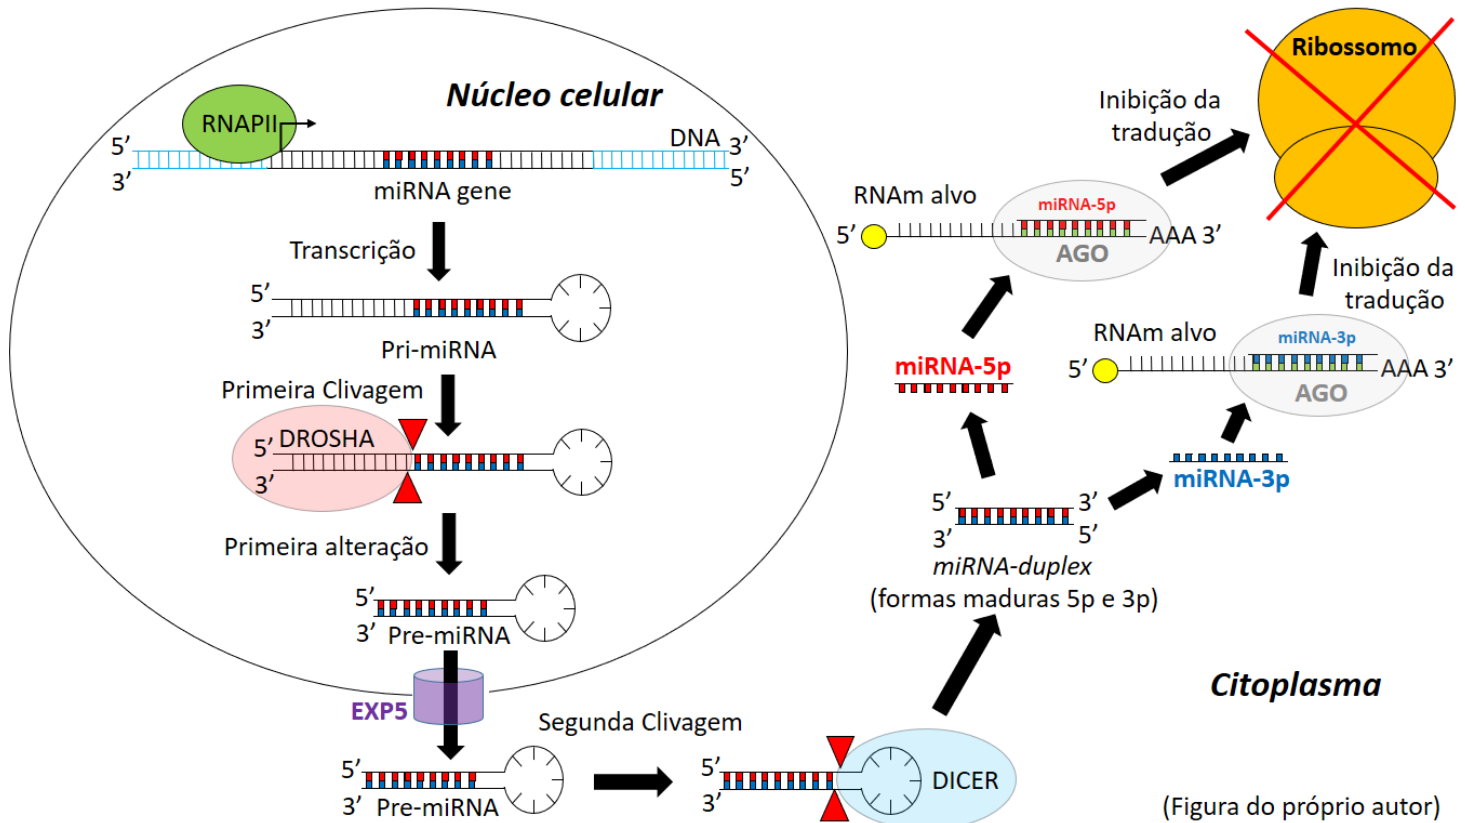 Núcleo celular
RNAPII
5’
DNA
3’
3’
miRNA gene
5’
Transcrição
5’
3’
Pri-miRNA
Primeira Clivagem
5’
DROSHA
3’
Primeira alteração
5’
3’
Pre-miRNA
EXP5
5’
3’
Pre-miRNA
Segunda Clivagem
5’
3’
DICER
5’
3’
3’
5’
miRNA-duplex
(formas maduras 5p e 3p)
miRNA-5p
miRNA-3p
RNAm alvo
miRNA-5p
5’
AAA 3’
AGO
Inibição da
tradução
RNAm alvo
miRNA-3p
5’
AAA 3’
AGO
Inibição da
tradução
Ribossomo
Citoplasma
(Figura do próprio autor)